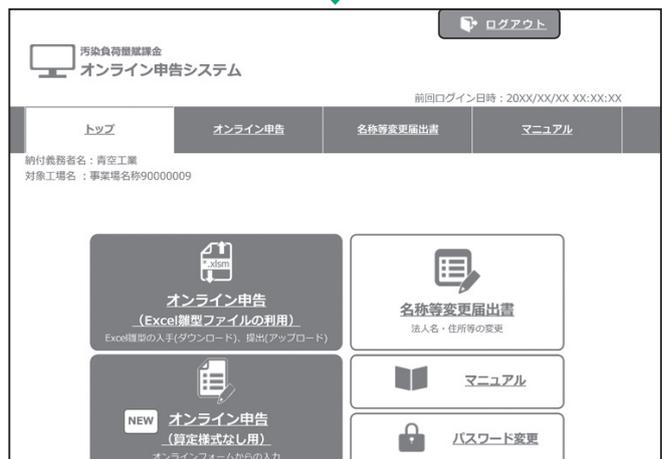 ログアウト
汚染負荷量賦課金
オンライン申告システム
前回ログイン日時：20XX/XX/XX XX:XX:XX
トップ
オンライン申告
名称等変更届出書
マニュアル
納付義務者名：青空工業
対象工場名 ：事業場名称90000009
*.xlsm
オンライン申告
（Excel雛型ファイルの利用）
Excel雛型の入手(ダウンロード)、提出(アップロード)
名称等変更届出書
法人名・住所等の変更
マニュアル
NEW
オンライン申告
（算定様式なし用）
オンラインフォームからの入力
パスワード変更